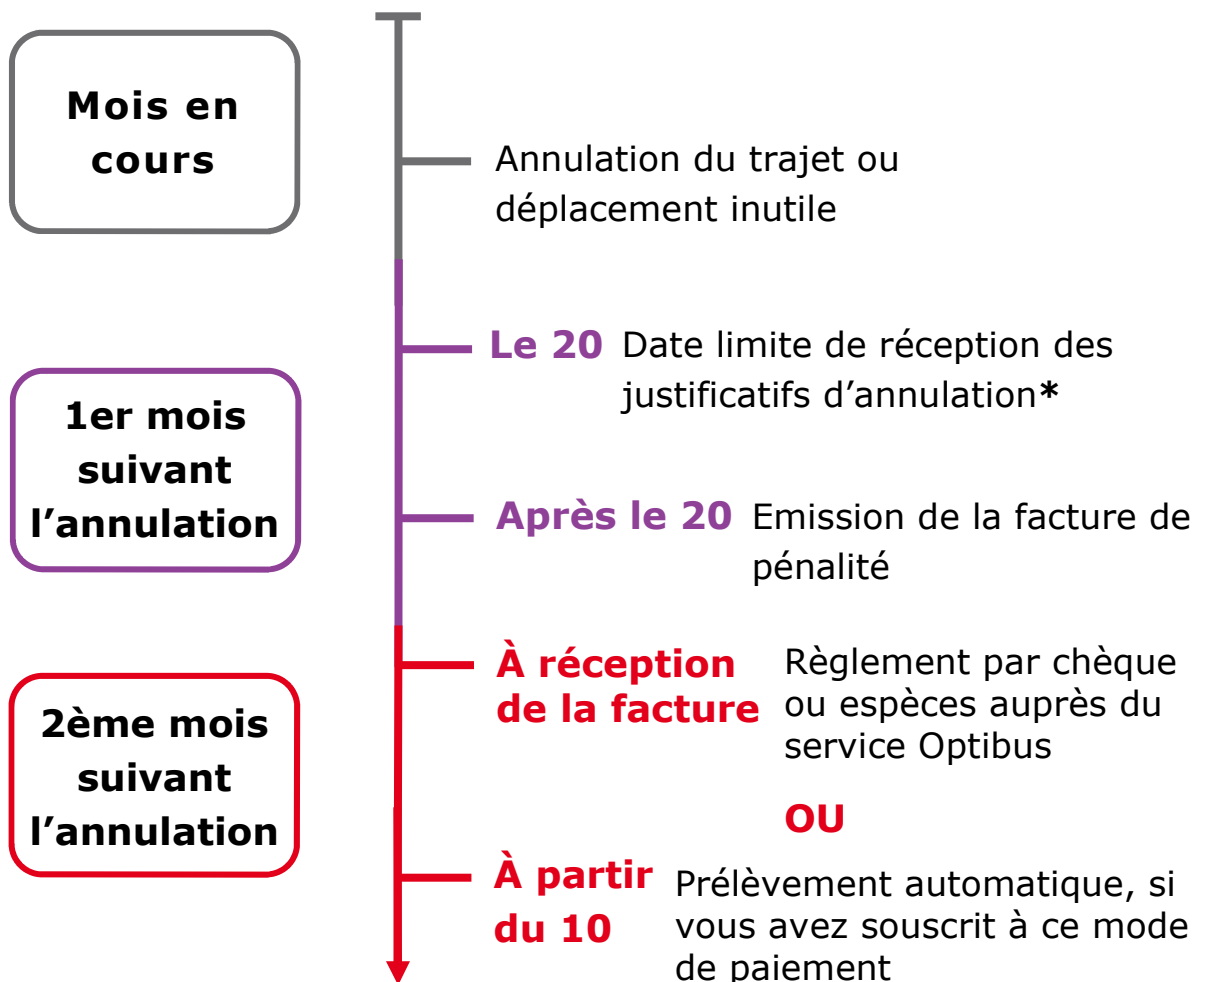 Mois en
cours
Annulation du trajet ou
déplacement inutile
1er mois
suivant
l’annulation
Le 20 Date limite de réception des
justificatifs d’annulation*
Après le 20 Emission de la facture de
pénalité
2ème mois
suivant
l’annulation
À réception
de la facture
Règlement par chèque
ou espèces auprès du
service Optibus
OU
À partir
du 10
Prélèvement automatique, si
vous avez souscrit à ce mode
de paiement